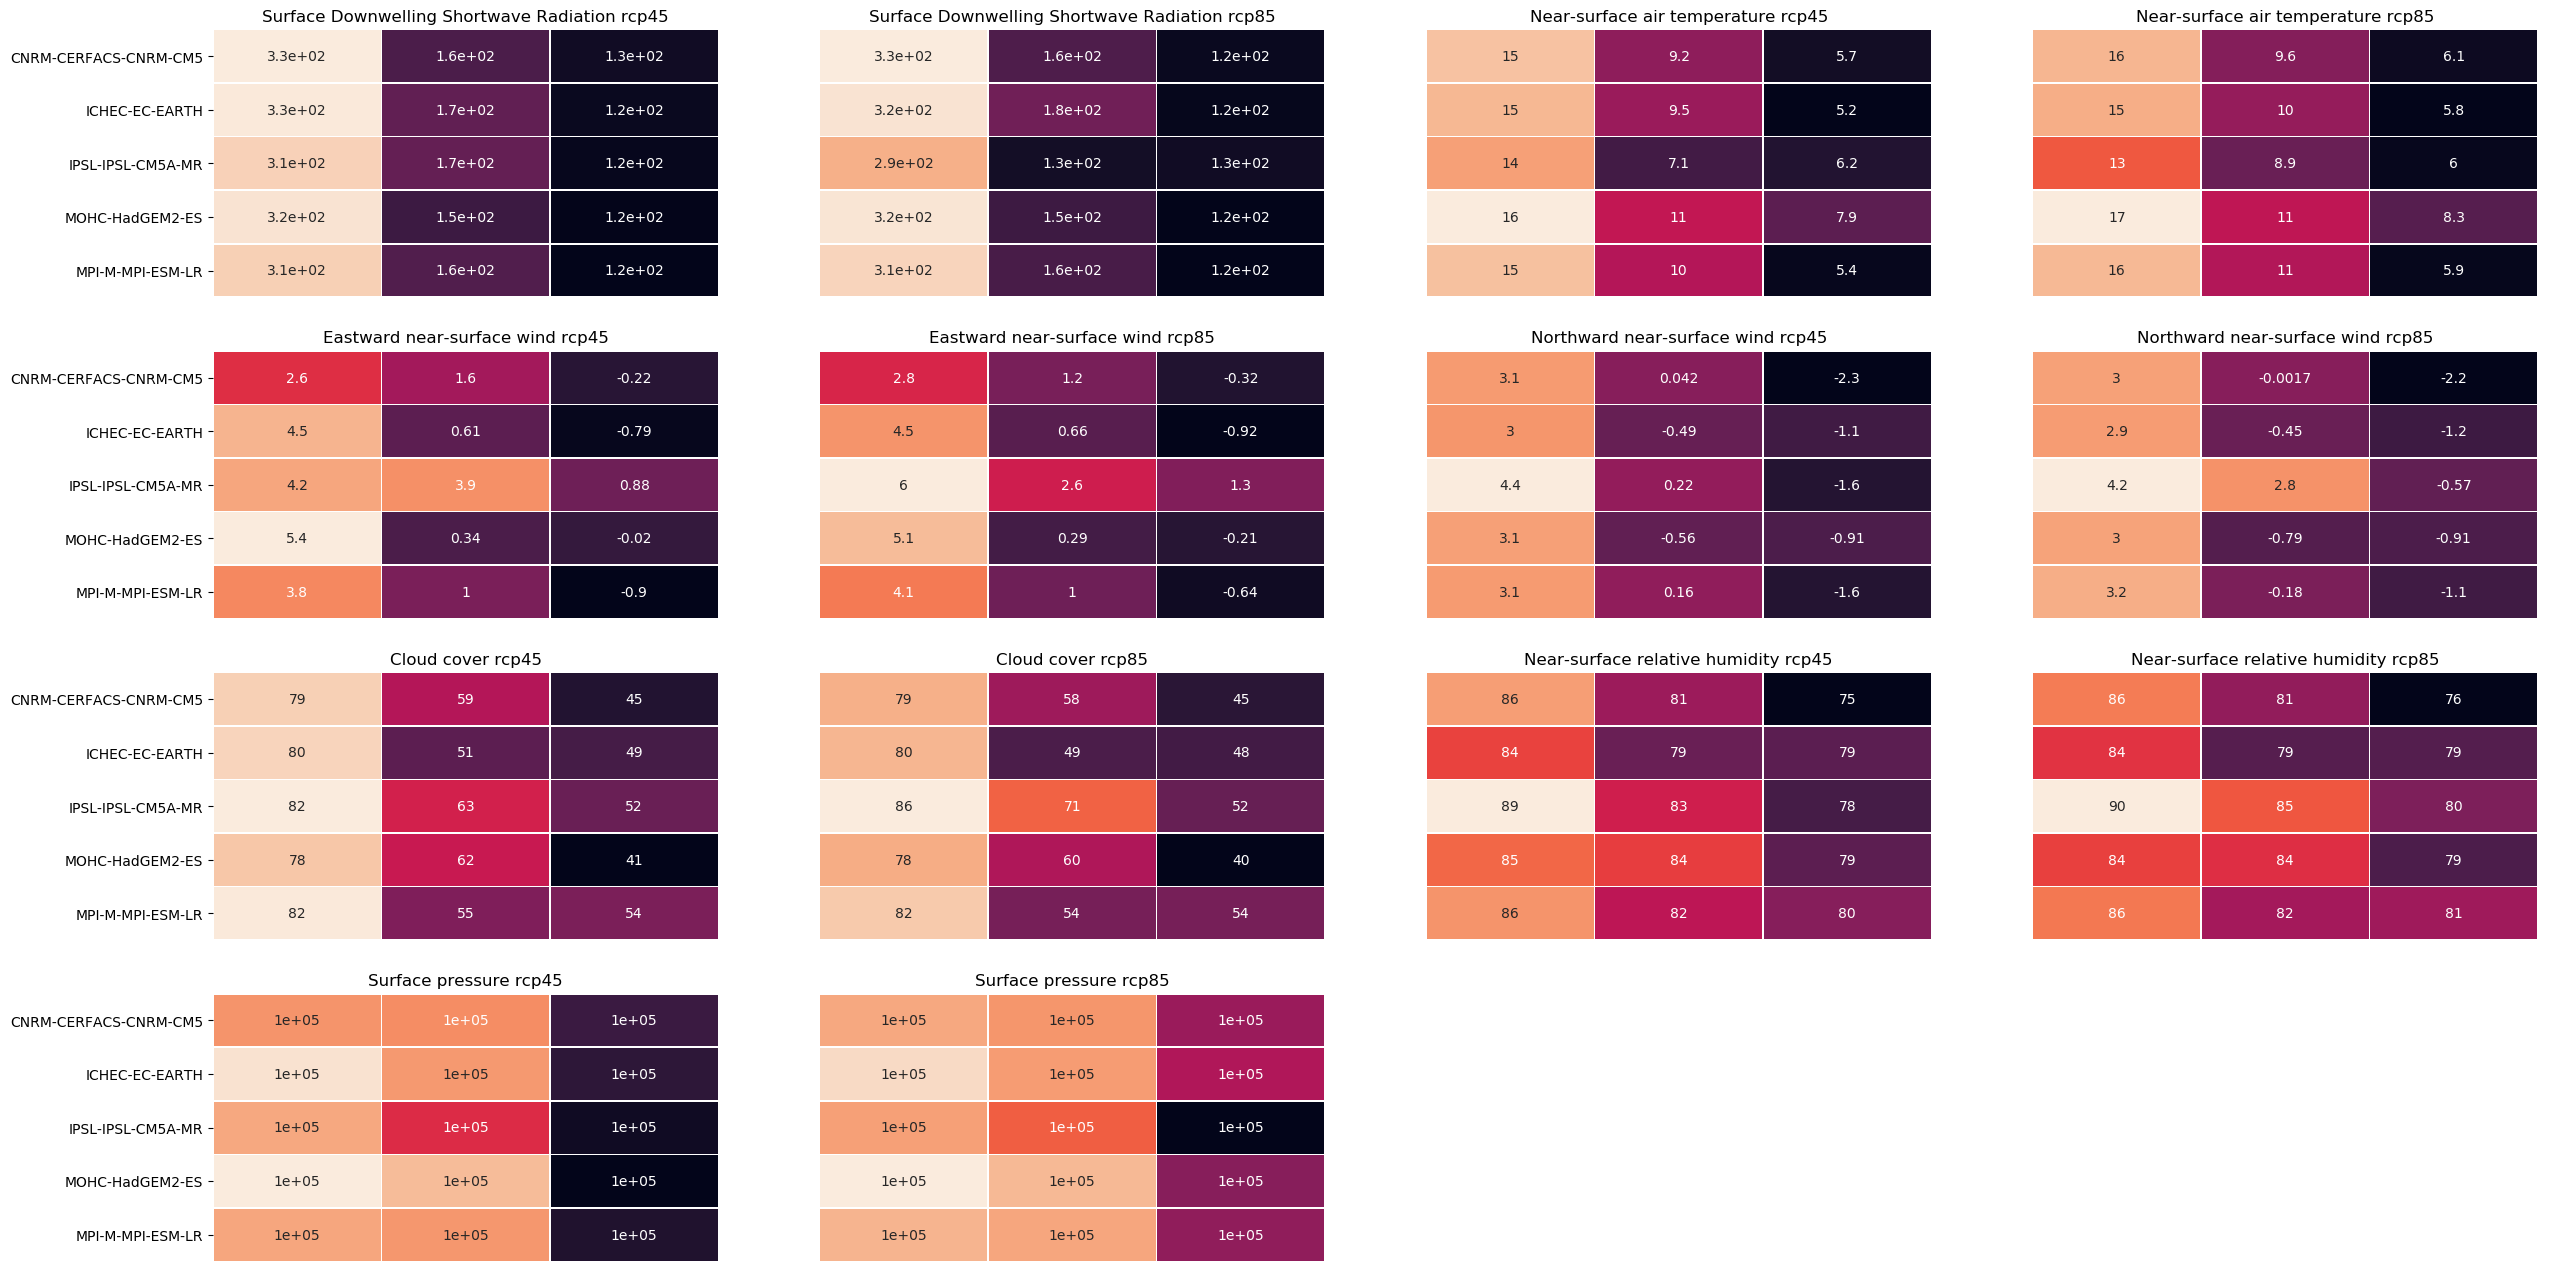 Surface Downwelling Shortwave Radiation rcp45 Surface Downwelling Shortwave Radiation rcp85 Near-surface air temperature rcp45 Near-surface air temperature rcp85
CNRM-CERFACS-CNRM-CM5 3.3e+02 1.6e+02 1.3e+02 3.3e+02 1.6e+02 1.2e+02 15 9.2 5.7 16 9.6 6.1
ICHEC-EC-EARTH 3.3e+02 1.7e+02 1.2e+02 3.2e+02 1.8e+02 1.2e+02 15 9.5 5.2 15 10 5.8
IPSL-IPSL-CM5A-MR 3.1e+02 1.7e+02 1.2e+02 2.9e+02 1.3e+02 1.3e+02 14 7.1 6.2 13 8.9 6
MOHC-HadGEM2-ES 3.2e+02 1.5e+02 1.2e+02 3.2e+02 1.5e+02 1.2e+02 16 11 7.9 17 11 8.3
MPI-M-MPI-ESM-LR 3.1e+02 1.6e+02 1.2e+02 3.1e+02 1.6e+02 1.2e+02 15 10 5.4 16 11 5.9
Eastward near-surface wind rcp45 Eastward near-surface wind rcp85 Northward near-surface wind rcp45 Northward near-surface wind rcp85
CNRM-CERFACS-CNRM-CM5 2.6 1.6 -0.22 2.8 1.2 -0.32 3.1 0.042 -2.3 3 -0.0017 -2.2
ICHEC-EC-EARTH 4.5 0.61 -0.79 4.5 0.66 -0.92 3 -0.49 -1.1 2.9 -0.45 -1.2
IPSL-IPSL-CM5A-MR 4.2 3.9 0.88 6 2.6 1.3 4.4 0.22 -1.6 4.2 2.8 -0.57
MOHC-HadGEM2-ES 5.4 0.34 -0.02 5.1 0.29 -0.21 3.1 -0.56 -0.91 3 -0.79 -0.91
MPI-M-MPI-ESM-LR 3.8 1 -0.9 4.1 1 -0.64 3.1 0.16 -1.6 3.2 -0.18 -1.1
Cloud cover rcp45 Cloud cover rcp85 Near-surface relative humidity rcp45 Near-surface relative humidity rcp85
CNRM-CERFACS-CNRM-CM5 79 59 45 79 58 45 86 81 75 86 81 76
ICHEC-EC-EARTH 80 51 49 80 49 48 84 79 79 84 79 79
IPSL-IPSL-CM5A-MR 82 63 52 86 71 52 89 83 78 90 85 80
MOHC-HadGEM2-ES 78 62 41 78 60 40 85 84 79 84 84 79
MPI-M-MPI-ESM-LR 82 55 54 82 54 54 86 82 80 86 82 81
Surface pressure rcp45 Surface pressure rcp85
CNRM-CERFACS-CNRM-CM5 1e+05 1e+05 1e+05 1e+05 1e+05 1e+05
ICHEC-EC-EARTH 1e+05 1e+05 1e+05 1e+05 1e+05 1e+05
IPSL-IPSL-CM5A-MR 1e+05 1e+05 1e+05 1e+05 1e+05 1e+05
MOHC-HadGEM2-ES 1e+05 1e+05 1e+05 1e+05 1e+05 1e+05
MPI-M-MPI-ESM-LR 1e+05 1e+05 1e+05 1e+05 1e+05 1e+05